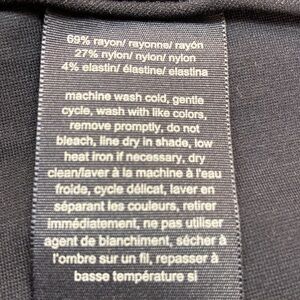 69% rayon/ rayonne/ rayón
27% nylon/ nylon/ nylon
4% elastin/ élastine/ elastina
machine wash cold, gentle
cycle, wash with like colors,
remove promptly, do not
bleach, line dry in shade, low
heat iron if necessary, dry
clean/laver à la machine à l'eau
froide, cycle délicat, laver en
séparant les couleurs, retirer
immédiatement, ne pas utiliser
agent de blanchiment, sécher à
l'ombre sur un fil, repasser à
basse température si